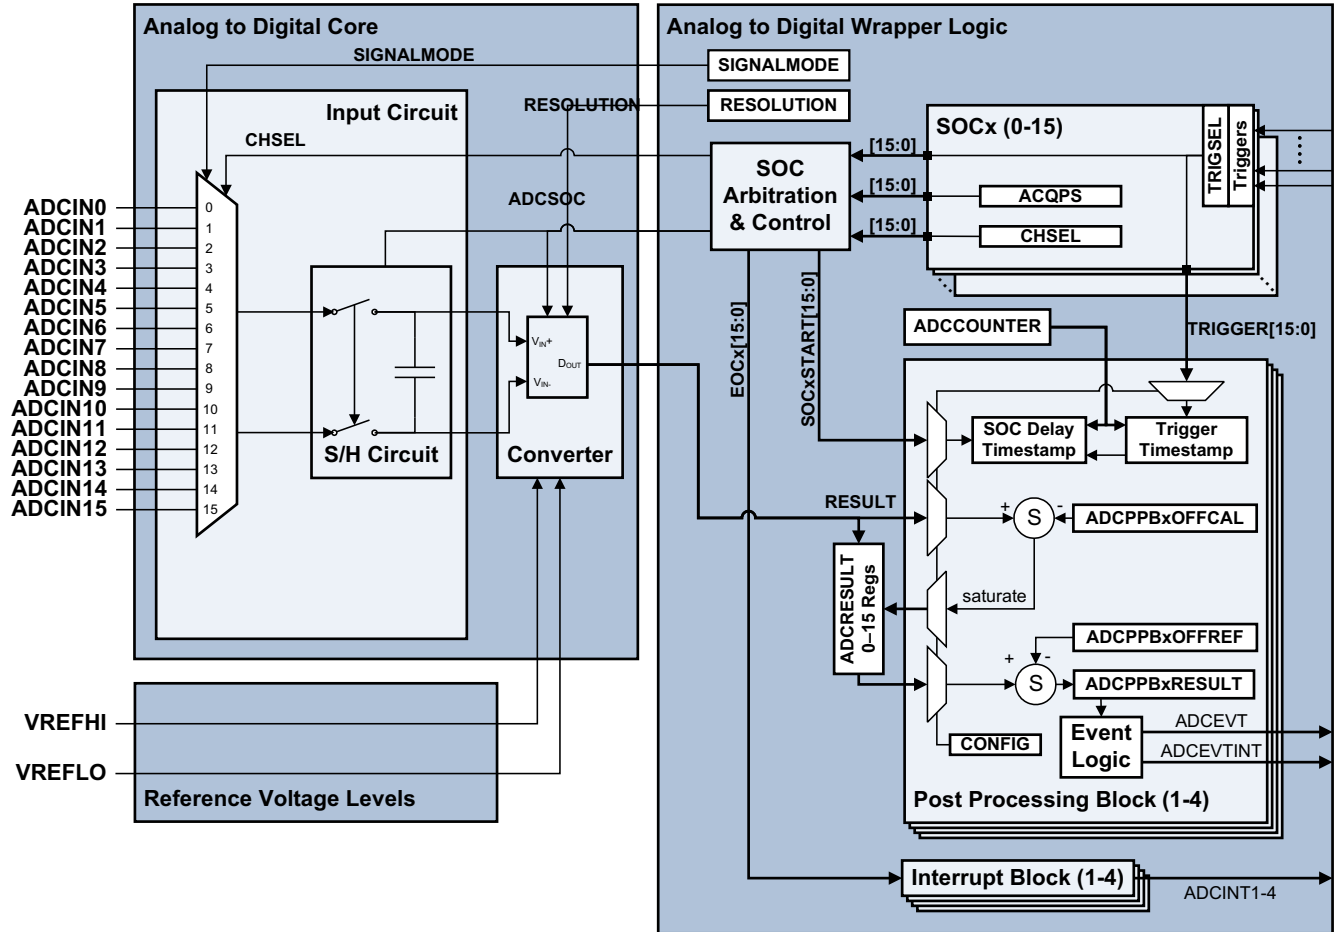 Analog to Digital Core
SIGNALMODE
RESOLUTION
Input Circuit
CHSEL
ADCSOC
ADCIN0
ADCIN1
ADCIN2
ADCIN3
ADCIN4
ADCIN5
ADCIN6
ADCIN7
ADCIN8
ADCIN9
ADCIN10
ADCIN11
ADCIN12
ADCIN13
ADCIN14
ADCIN15
0
1
2
3
4
5
6
7
8
9
10
11
12
13
14
15
S/H Circuit
VIN+
DOUT
VIN-
Converter
VREFHI
VREFLO
Reference Voltage Levels
Analog to Digital Wrapper Logic
SIGNALMODE
RESOLUTION
SOC
Arbitration
& Control
[15:0]
[15:0]
[15:0]
SOCx (0-15)
TRIGSEL
Triggers
ACQPS
CHSEL
EOCx[15:0]
SOCxSTART[15:0]
ADCCOUNTER
TRIGGER[15:0]
SOC Delay
Timestamp
Trigger
Timestamp
RESULT
+
S
-
ADCPPBxOFFCAL
saturate
ADCRESULT
0–15 Regs
ADCPPBxOFFREF
+
-
S
ADCPPBxRESULT
CONFIG
Event
Logic
ADCEVT
ADCEVTINT
Post Processing Block (1-4)
Interrupt Block (1-4)
ADCINT1-4